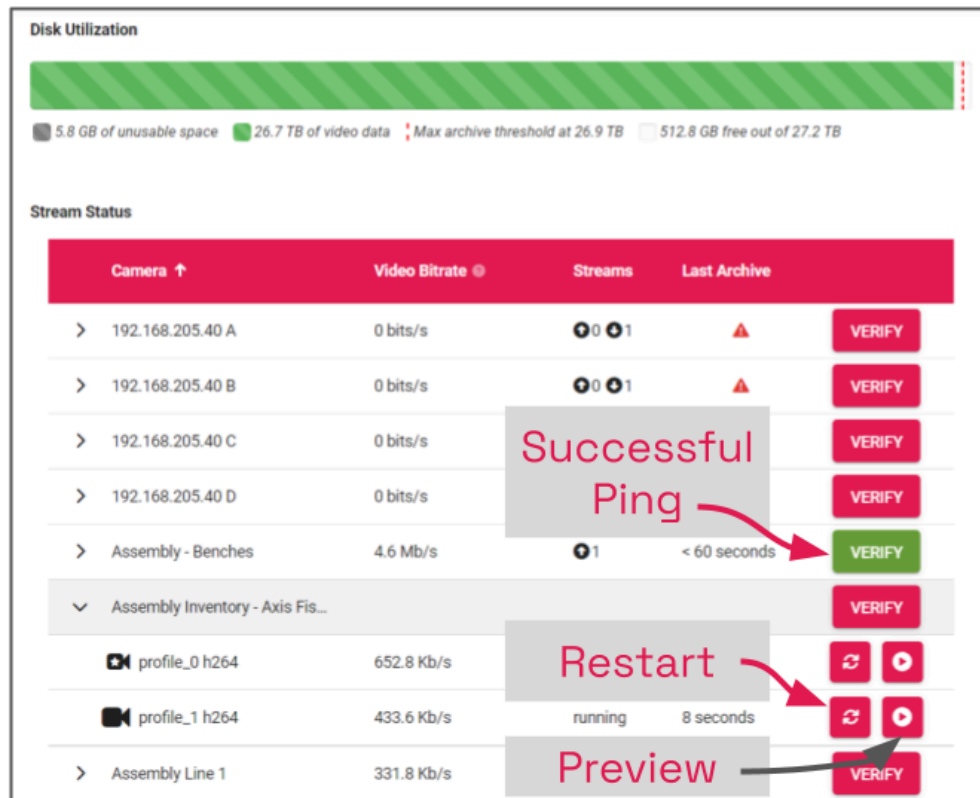 Disk Utilization
5.8 GB of unusable space 26.7 TB of video data Max archive threshold at 26.9 TB 512.8 GB free out of 27.2 TB
Stream Status
Camera ↑ Video Bitrate Streams Last Archive
192.168.205.40 A 0 bits/s 0 1 VERIFY
192.168.205.40 B 0 bits/s 0 1 VERIFY
192.168.205.40 C 0 bits/s VERIFY
Successful
Ping
192.168.205.40 D 0 bits/s VERIFY
Assembly - Benches 4.6 Mb/s 1 < 60 seconds VERIFY
Assembly Inventory - Axis Fis... VERIFY
profile_0 h264 652.8 Kb/s
Restart
profile_1 h264 433.6 Kb/s running 8 seconds
Preview
Assembly Line 1 331.8 Kb/s VERIFY